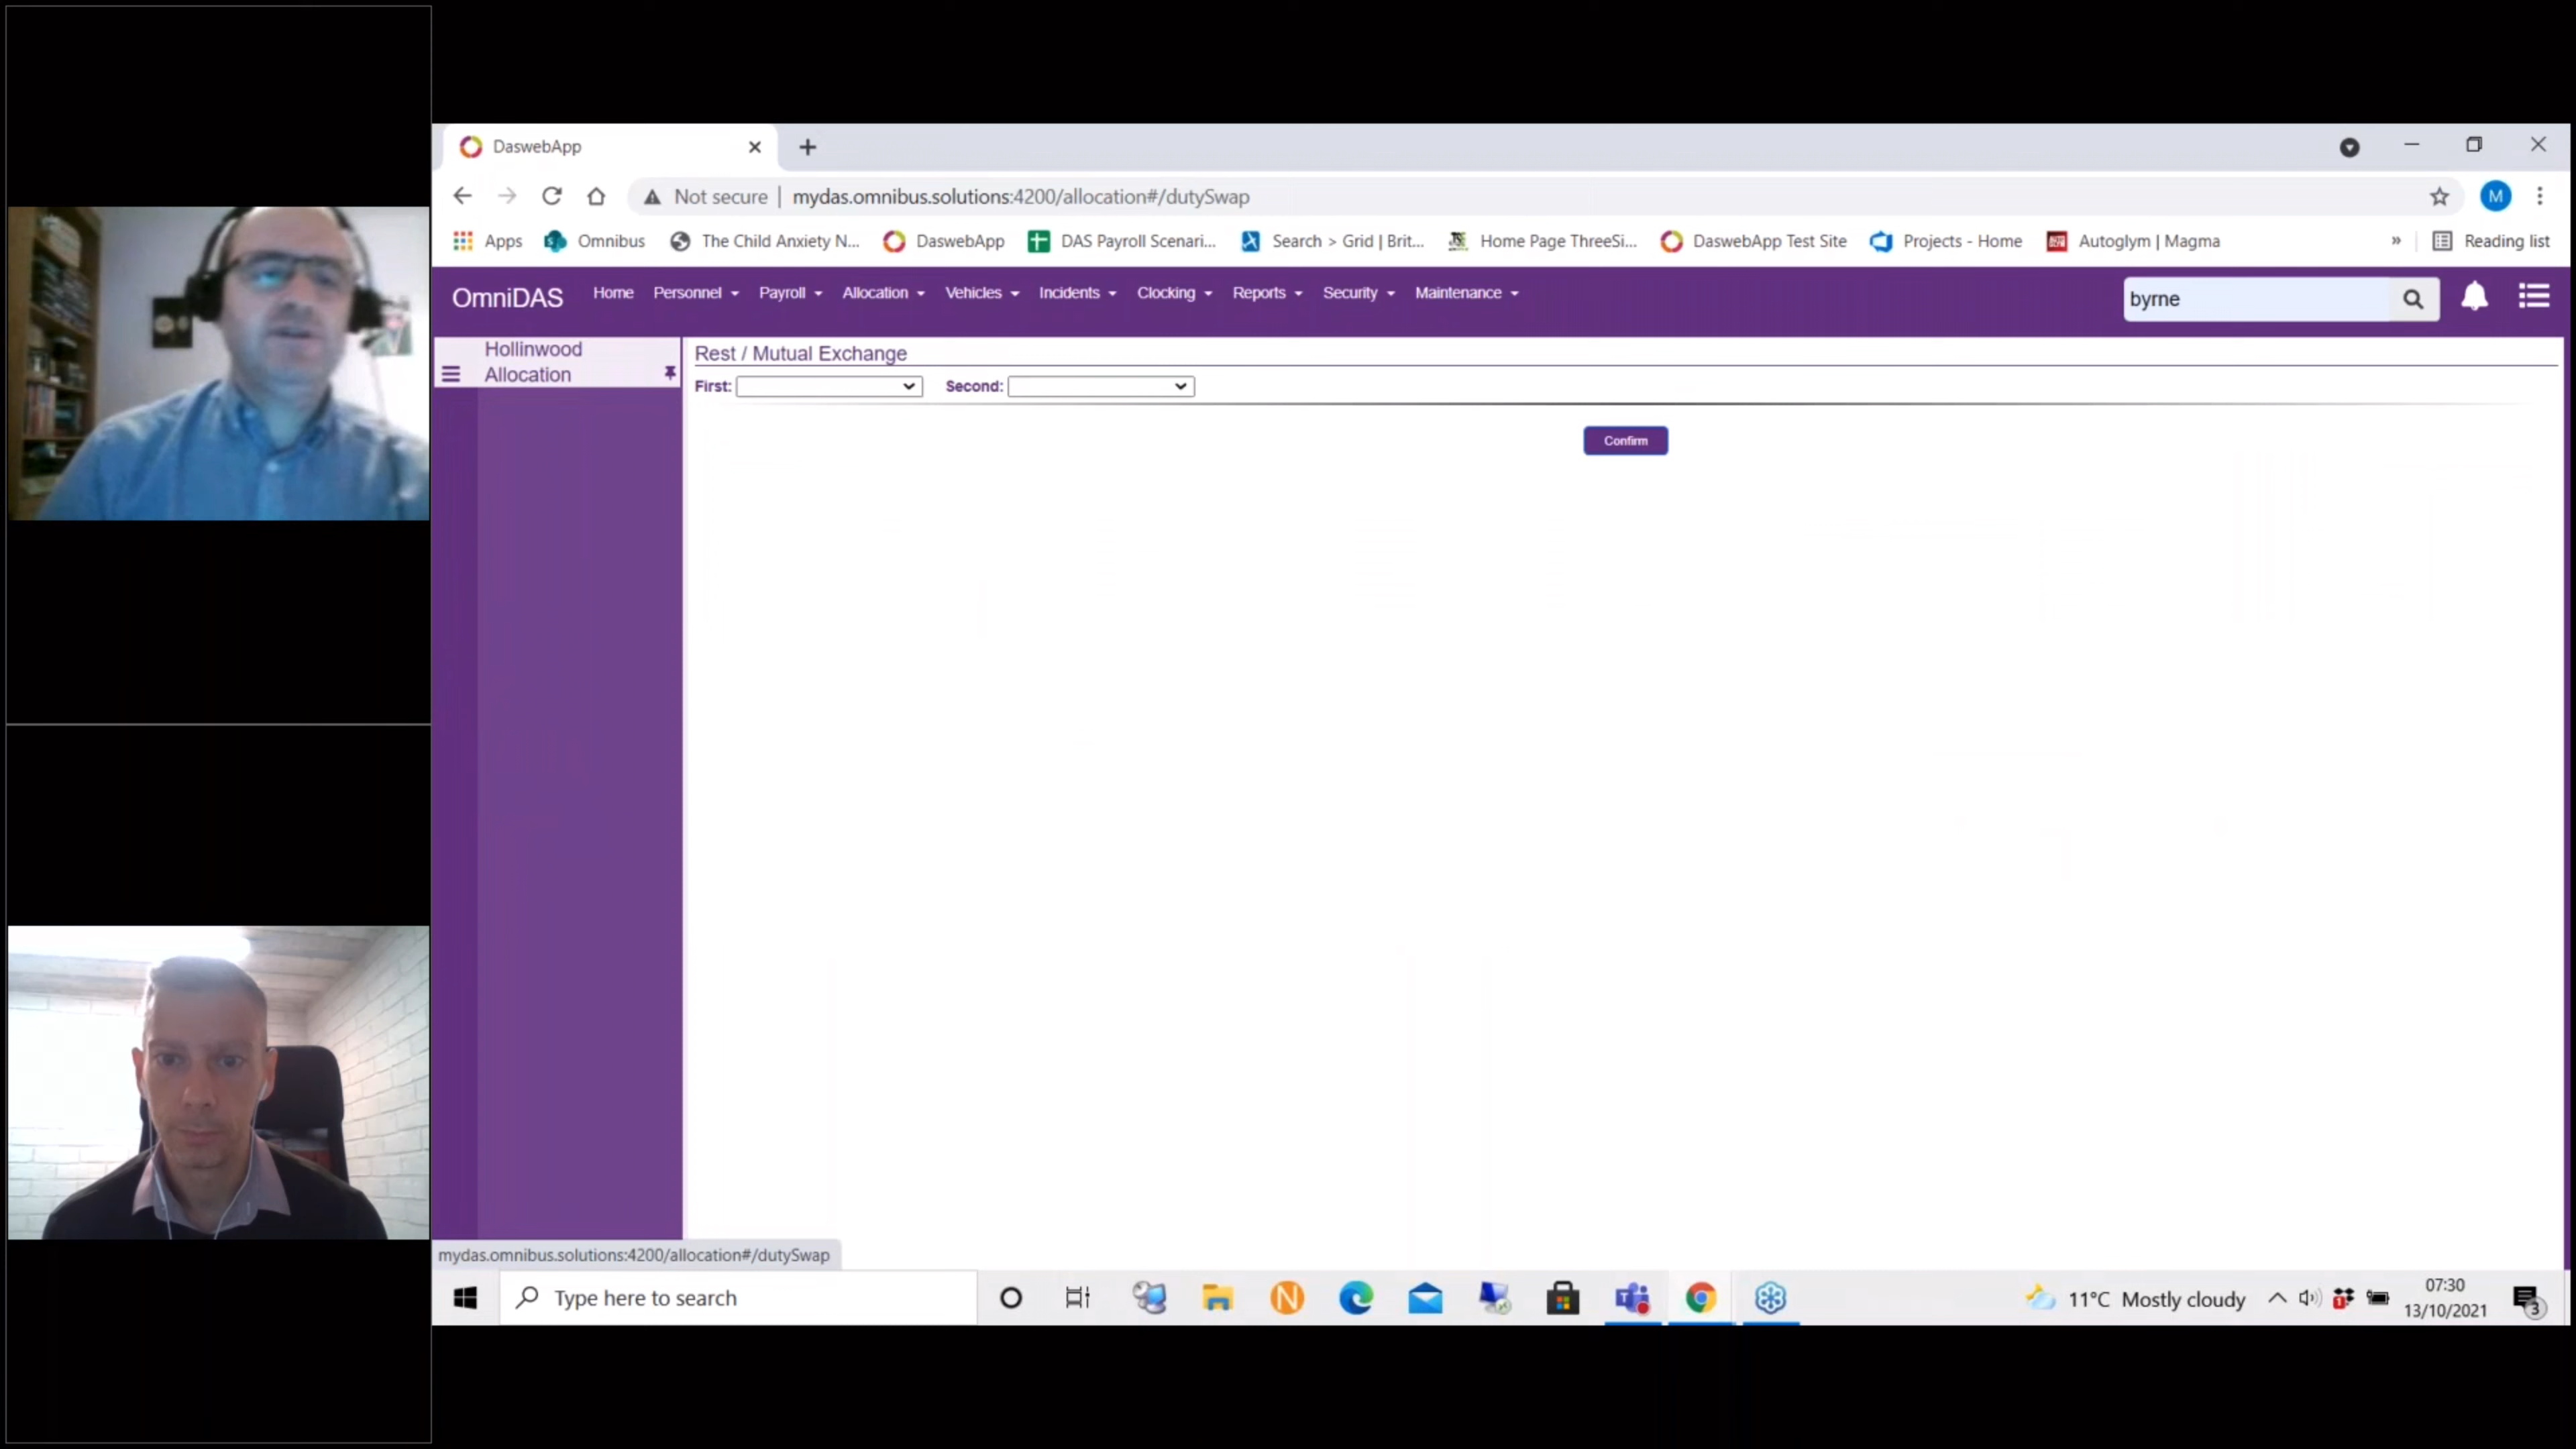 DaswebApp
Not secure | mydas.omnibus.solutions:4200/allocation#/dutySwap
M
Apps Omnibus The Child Anxiety N... DaswebApp DAS Payroll Scenari... Search > Grid | Brit... Home Page ThreeSi... DaswebApp Test Site Projects - Home Autoglym | Magma » Reading list
OmniDAS Home Personnel Payroll Allocation Vehicles Incidents Clocking Reports Security Maintenance byrne
Hollinwood
Allocation
Rest / Mutual Exchange
First: Second:
Confirm
mydas.omnibus.solutions:4200/allocation#/dutySwap
Type here to search
11°C Mostly cloudy
07:30
13/10/2021
3